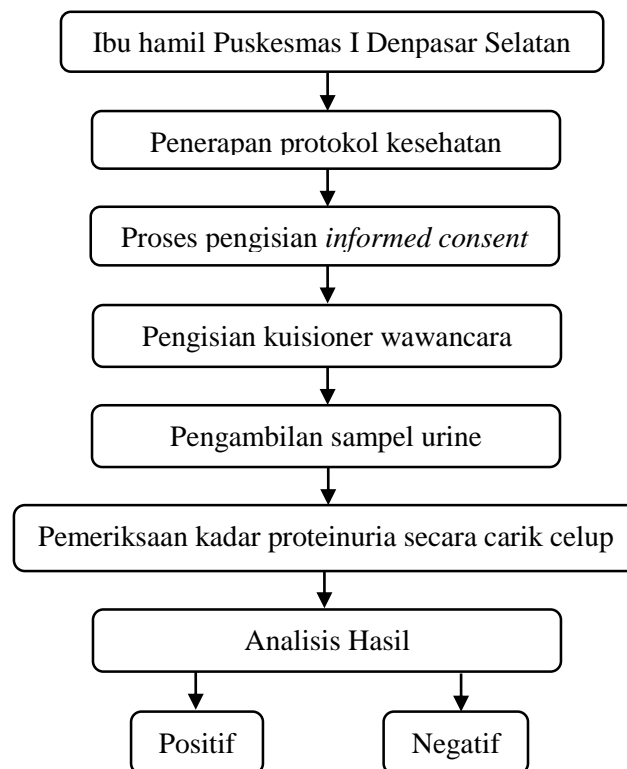 Ibu hamil Puskesmas I Denpasar Selatan
Penerapan protokol kesehatan
Proses pengisian informed consent
Pengisian kuisioner wawancara
Pengambilan sampel urine
Pemeriksaan kadar proteinuria secara carik celup
Analisis Hasil
Positif
Negatif